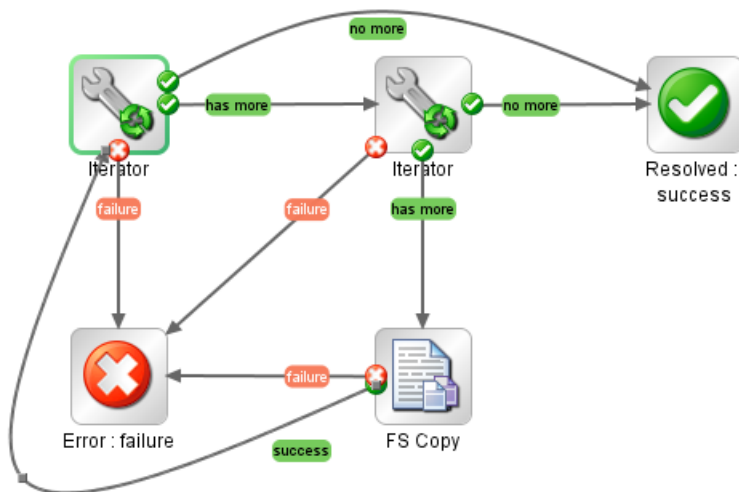 no more
has more
no more
Iterator
Iterator
Resolved :
success
failure
failure
has more
failure
Error : failure
FS Copy
success